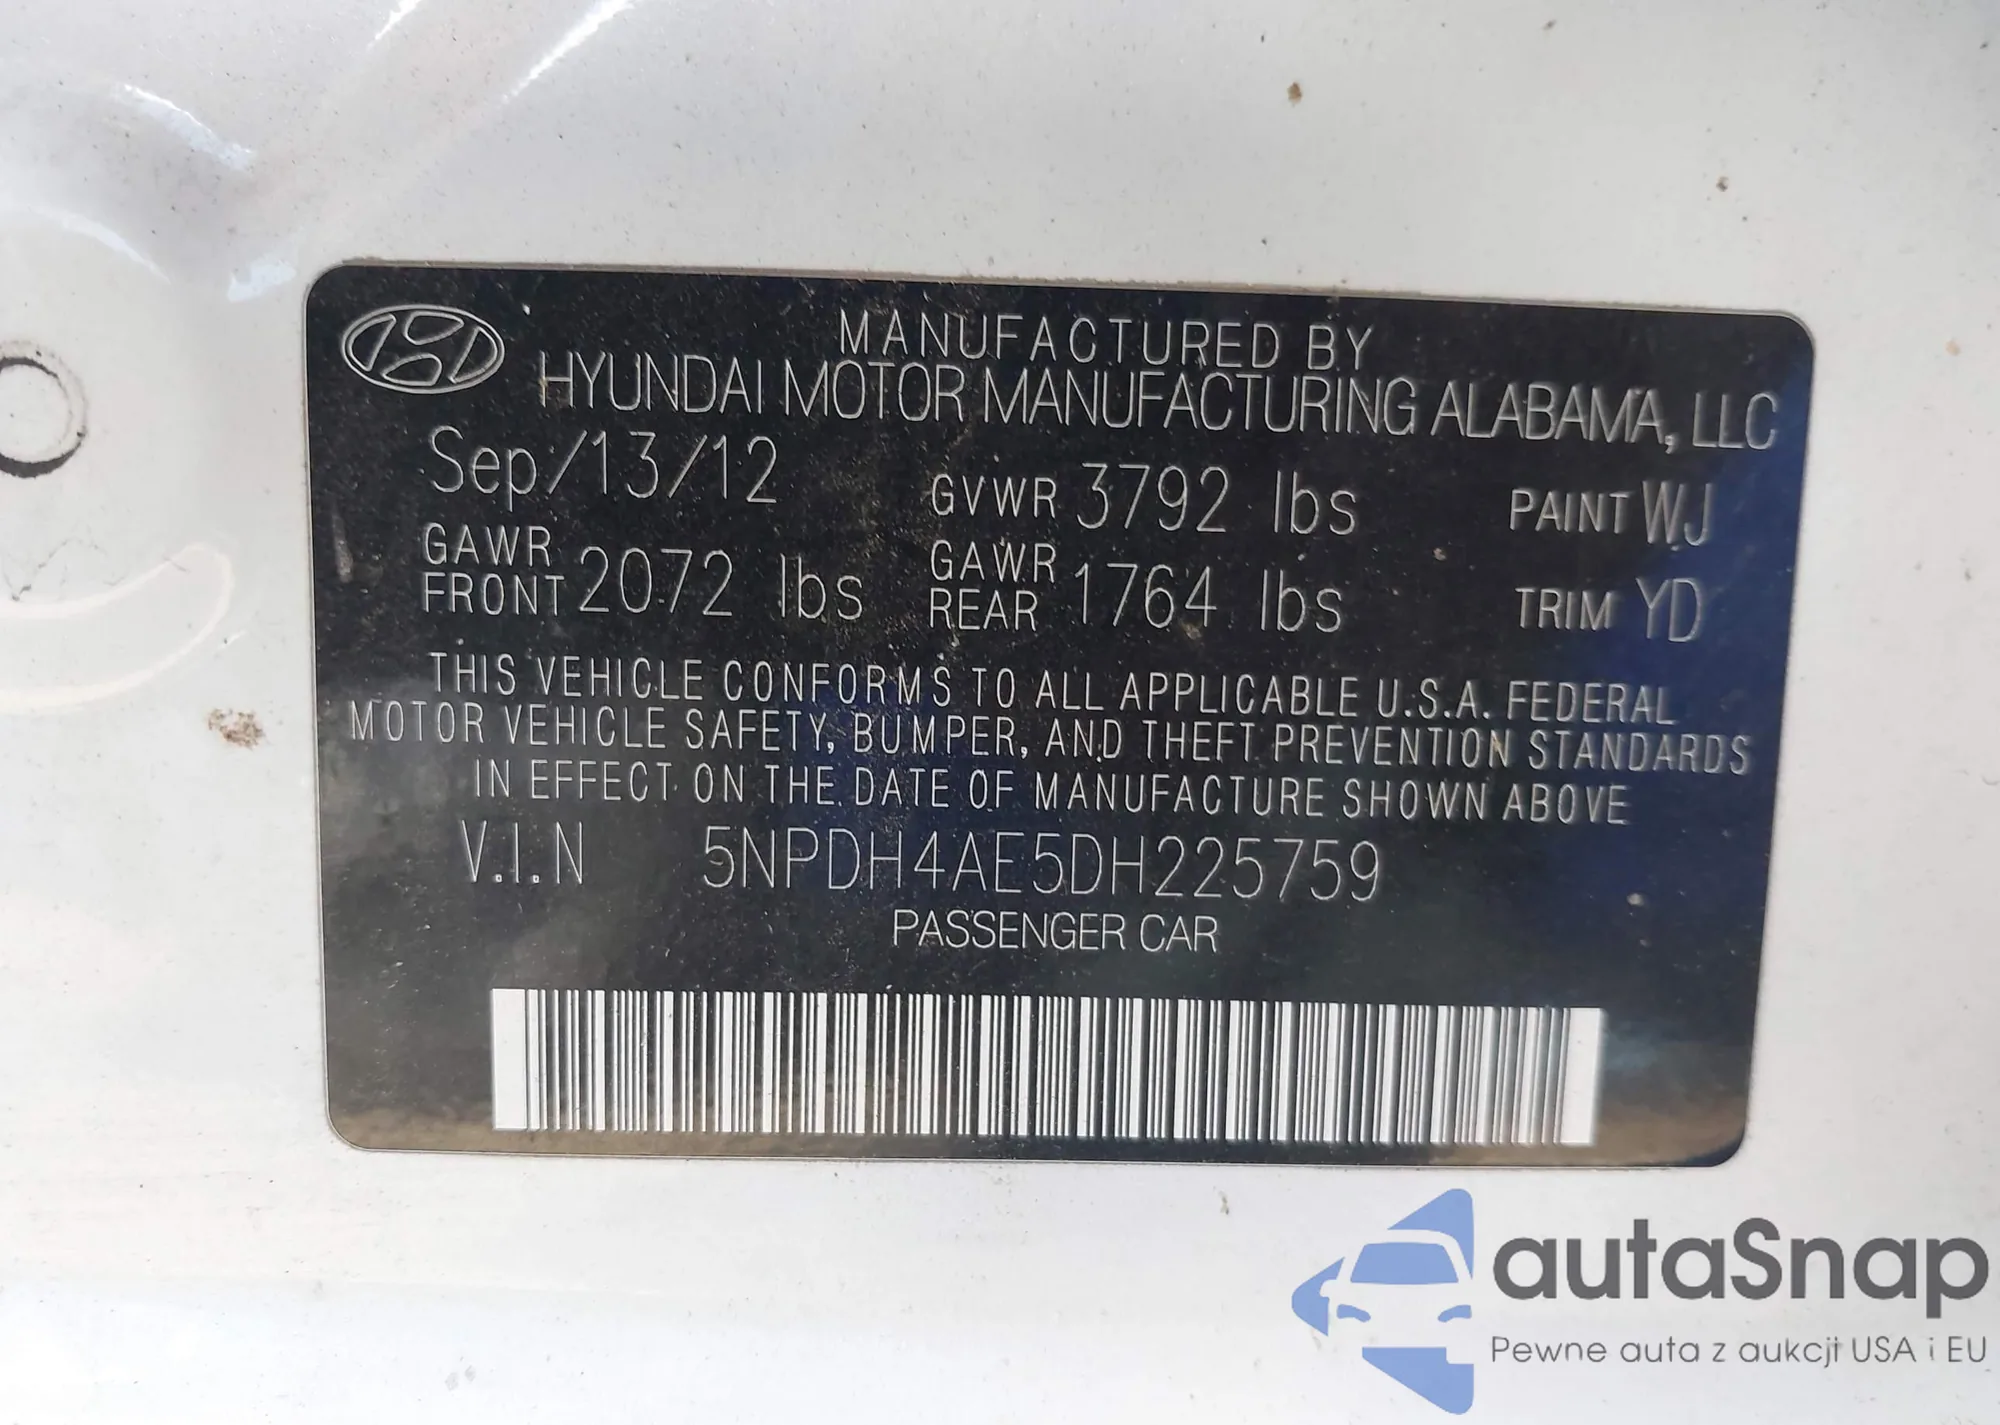 MANUFACTURED BY
HYUNDAI MOTOR MANUFACTURING ALABAMA, LLC
Sep/13/12 GVWR 3792 lbs PAINT WJ
GAWR FRONT 2072 lbs GAWR REAR 1764 lbs TRIM YD
THIS VEHICLE CONFORMS TO ALL APPLICABLE U.S.A. FEDERAL
MOTOR VEHICLE SAFETY, BUMPER, AND THEFT PREVENTION STANDARDS
IN EFFECT ON THE DATE OF MANUFACTURE SHOWN ABOVE
V.I.N 5NPDH4AE5DH225759
PASSENGER CAR
autaSnap
Pewne auta z aukcji USA i EU